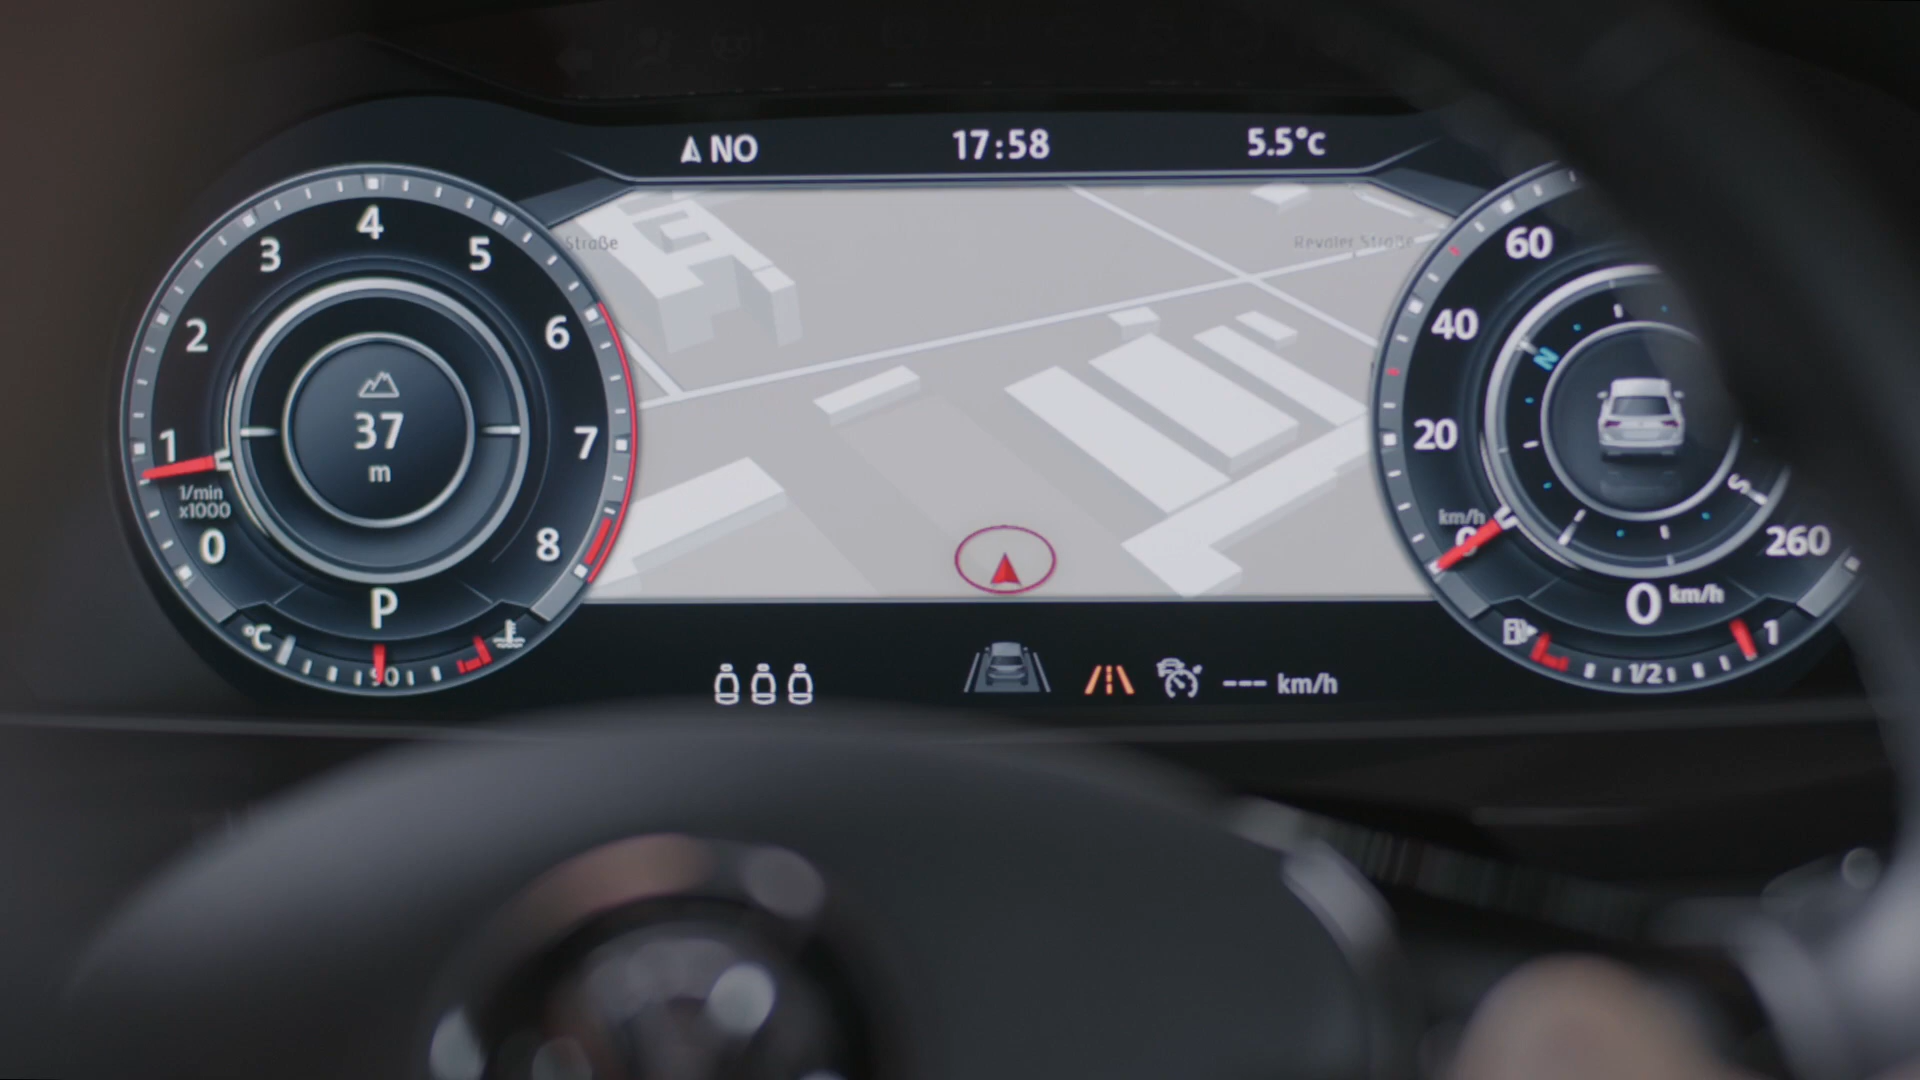 NO
17:58
5.5°C
Straße
Revaler Straße
0
1
2
3
4
5
6
7
8
1/min
x1000
37
m
P
°C
90
0
20
40
60
260
km/h
N
S
0 km/h
1/2
1
--- km/h